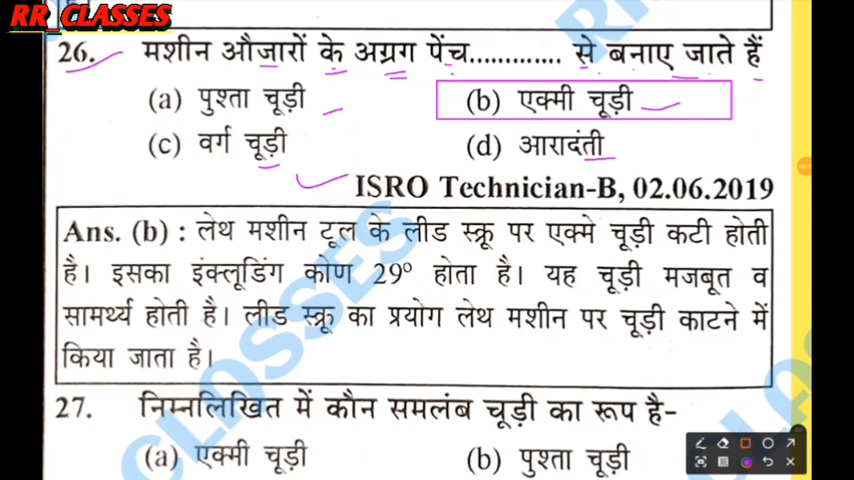 RR_CLASSES
26. मशीन औजारों के अग्रग पेंच............. से बनाए जाते हैं
(a) पुश्ता चूड़ी (b) एक्मी चूड़ी
(c) वर्ग चूड़ी (d) आरादंती
ISRO Technician-B, 02.06.2019
Ans. (b) : लेथ मशीन टूल के लीड स्क्रू पर एक्मे चूड़ी कटी होती
है। इसका इंक्लूडिंग कोण 29° होता है। यह चूड़ी मजबूत व
सामर्थ्य होती है। लीड स्क्रू का प्रयोग लेथ मशीन पर चूड़ी काटने में
किया जाता है।
27. निम्नलिखित में कौन समलंब चूड़ी का रूप है-
(a) एक्मी चूड़ी (b) पुश्ता चूड़ी